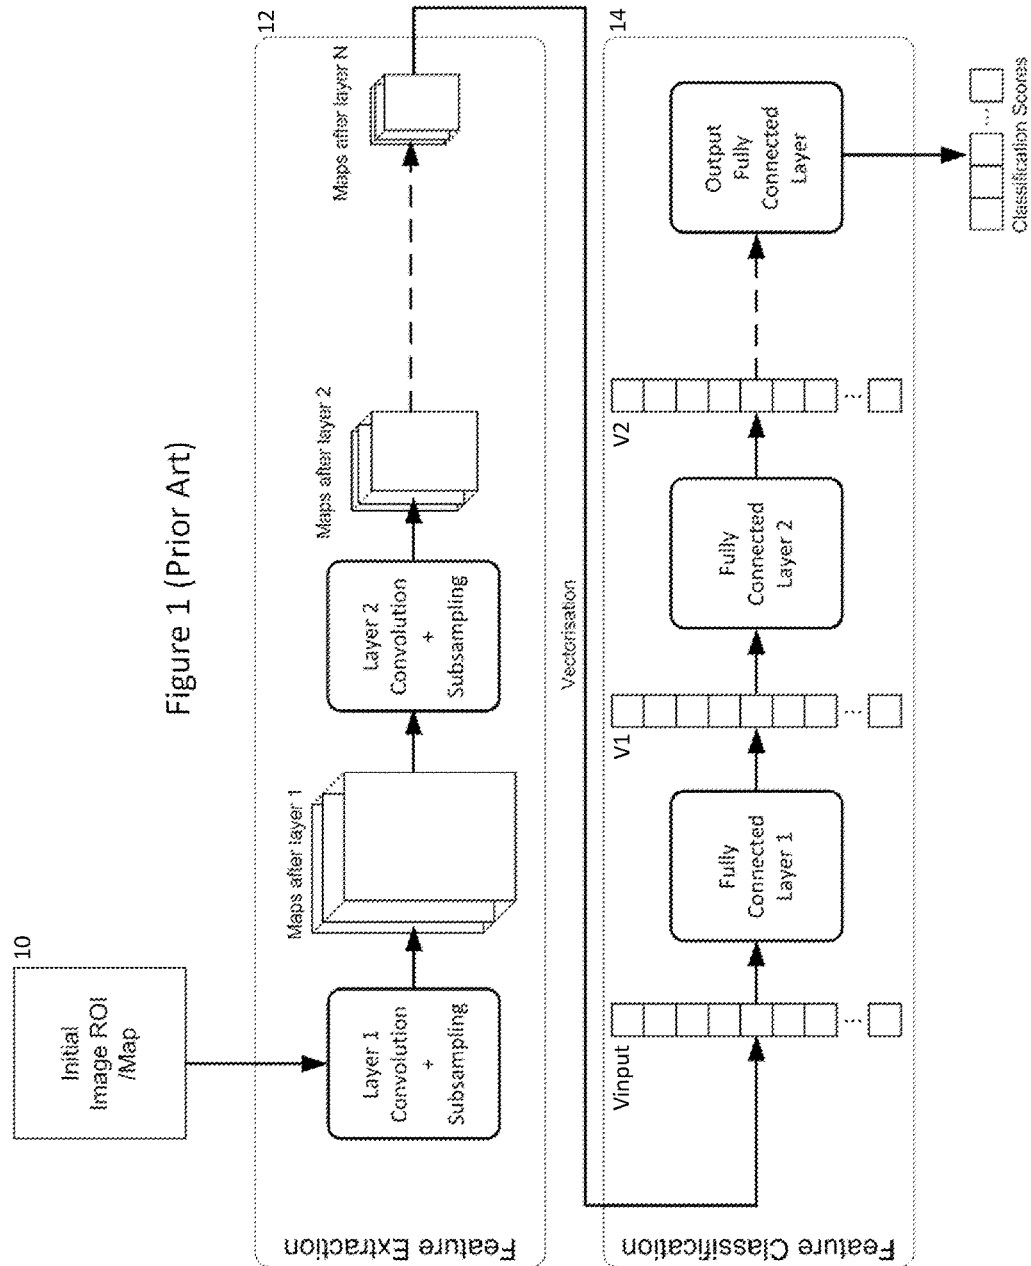 Figure 1 (Prior Art)
10
Initial
Image ROI
/Map
12
Feature Extraction
Layer 1
Convolution
+
Subsampling
Maps after layer 1
Layer 2
Convolution
+
Subsampling
Maps after layer 2
Maps after layer N
Vectorisation
14
Feature Classification
Vinput
...
Fully
Connected
Layer 1
V1
...
Fully
Connected
Layer 2
V2
...
Output
Fully
Connected
Layer
...
Classification Scores